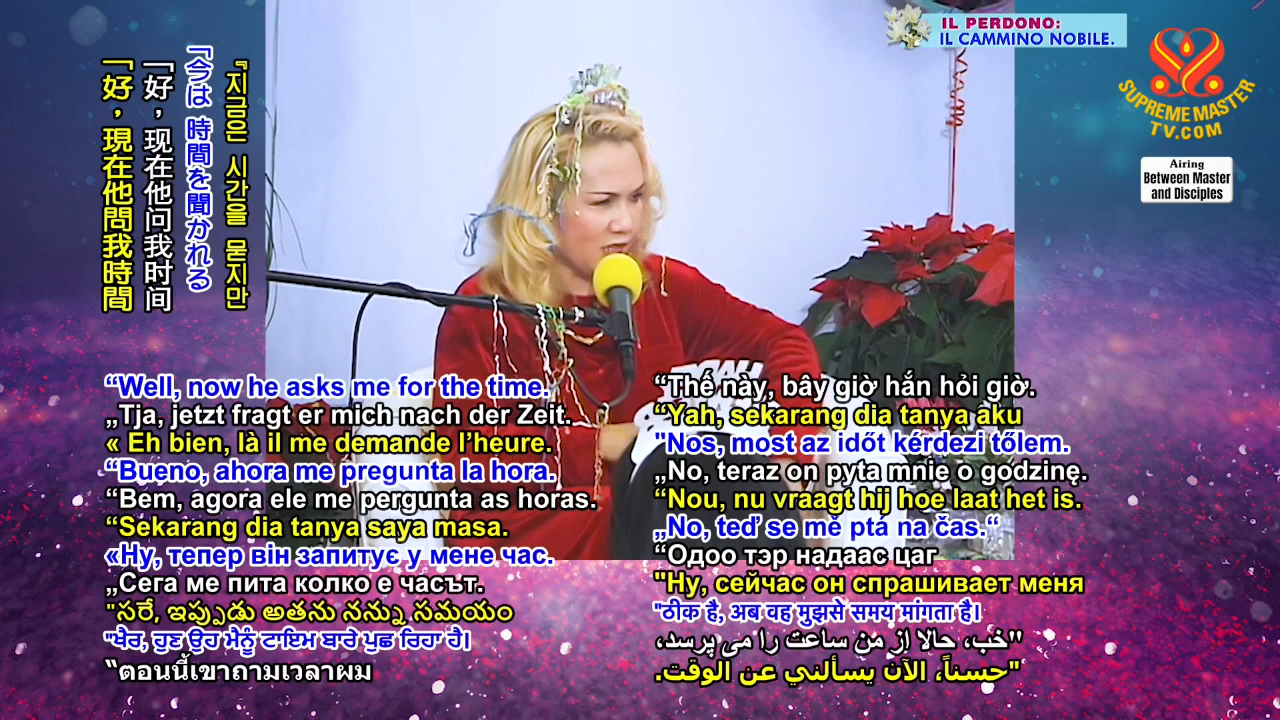 IL PERDONO:
IL CAMMINO NOBILE.
SUPREME MASTER
TV.COM
Airing
Between Master
and Disciples
「好，現在他問我時間
「好，现在他问我时间
「今は 時間を聞かれる
『지금은 시간을 묻지만
“Well, now he asks me for the time.
„Tja, jetzt fragt er mich nach der Zeit.
« Eh bien, là il me demande l’heure.
“Bueno, ahora me pregunta la hora.
“Bem, agora ele me pergunta as horas.
“Sekarang dia tanya saya masa.
«Ну, тепер він запитує у мене час.
„Сега ме пита колко е часът.
"సరే, ఇప్పుడు అతను నన్ను సమయం
"ਖੈਰ, ਹੁਣ ਉਹ ਮੈਨੂੰ ਟਾਇਮ ਬਾਰੇ ਪੁਛ ਰਿਹਾ ਹੈ।
“ตอนนี้เขาถามเวลาผม
“Thế này, bây giờ hắn hỏi giờ.
“Yah, sekarang dia tanya aku
"Nos, most az időt kérdezi tőlem.
„No, teraz on pyta mnie o godzinę.
“Nou, nu vraagt hij hoe laat het is.
„No, teď se mě ptá na čas.“
“Одоо тэр надаас цаг
"Ну, сейчас он спрашивает меня
"ठीक है, अब वह मुझसे समय मांगता है।
"خب، حالا از من ساعت را می پرسد،
"حسناً، الآن يسألني عن الوقت.